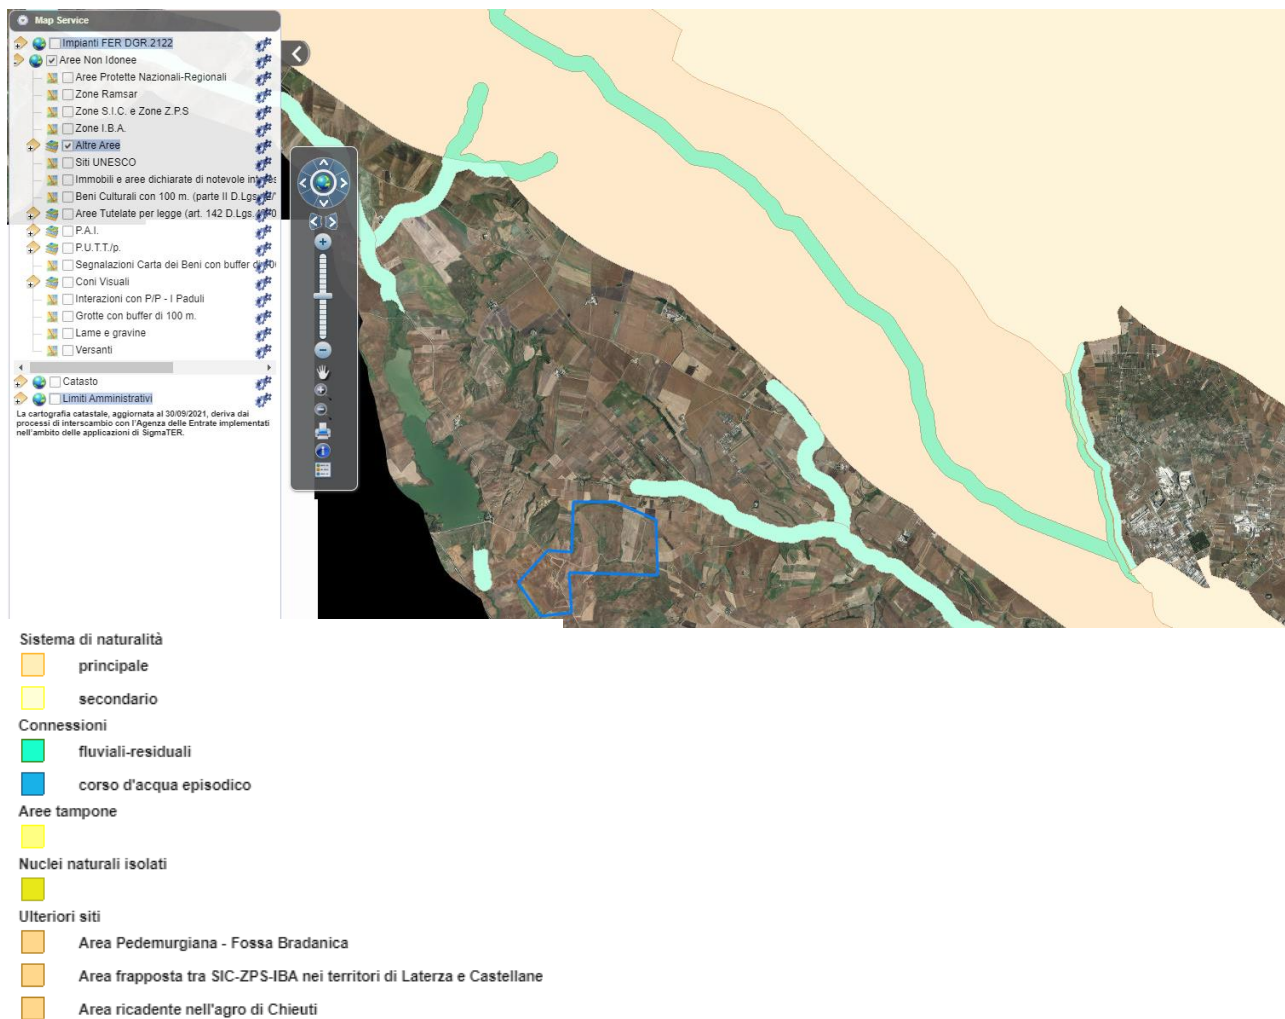 Map Service
Impianti FER DGR 2122
Aree Non Idonee
Aree Protette Nazionali-Regionali
Zone Ramsar
Zone S.I.C. e Zone Z.P.S
Zone I.B.A.
Altre Aree
Siti UNESCO
Immobili e aree dichiarate di notevole
Beni Culturali con 100 m. (parte II D.Lgs.
Aree Tutelate per legge (art. 142 D.Lgs.
P.A.I.
P.U.T.T./p.
Segnalazioni Carta dei Beni con buffer
Coni Visuali
Interazioni con P/P - I Paduli
Grotte con buffer di 100 m.
Lame e gravine
Versanti
Catasto
Limiti Amministrativi
La cartografia catastale, aggiornata al 30/09/2021, deriva dai
processi di interscambio con l'Agenzia delle Entrate implementati
nell'ambito delle applicazioni di SigmaTER.
Sistema di naturalità
principale
secondario
Connessioni
fluviali-residuali
corso d'acqua episodico
Aree tampone
Nuclei naturali isolati
Ulteriori siti
Area Pedemurgiana - Fossa Bradanica
Area frapposta tra SIC-ZPS-IBA nei territori di Laterza e Castellane
Area ricadente nell'agro di Chieuti